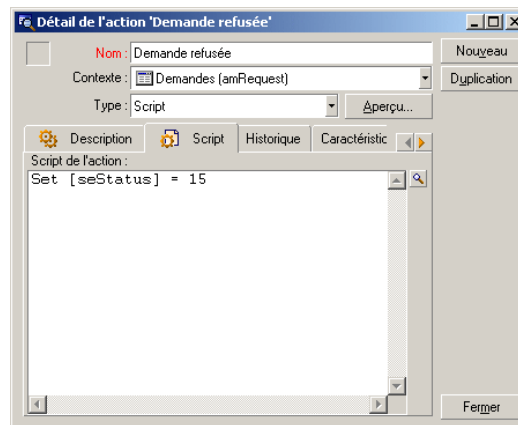 Détail de l'action 'Demande refusée'
Nom : Demande refusée
Nouveau
Contexte : Demandes (amRequest)
Duplication
Type : Script
Aperçu...
Description Script Historique Caractéristic
Script de l'action :
Set [seStatus] = 15
Fermer